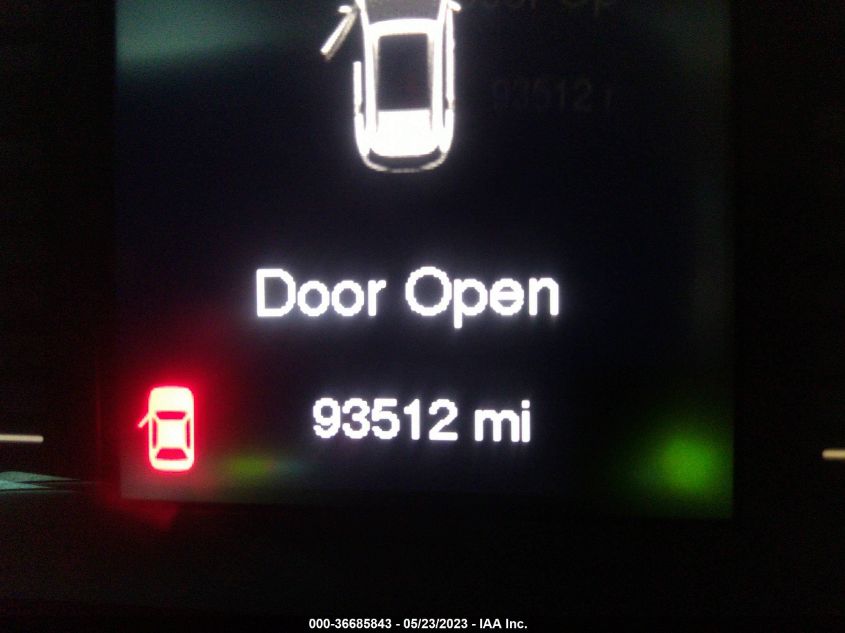 Door Open
93512 mi
000-36685843 - 05/23/2023 - IAA Inc.